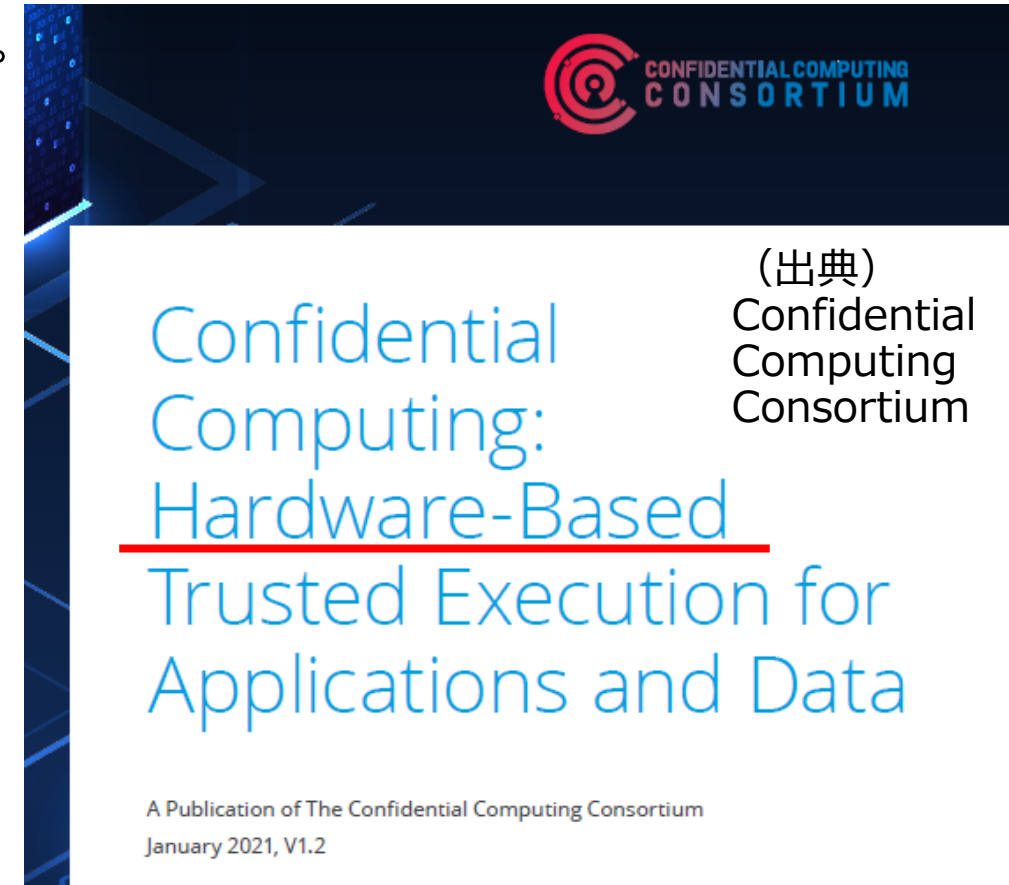 。
CONFIDENTIAL COMPUTING
CONSORTIUM
（出典）
Confidential
Computing
Consortium
Confidential
Computing:
Hardware-Based
Trusted Execution for
Applications and Data
A Publication of The Confidential Computing Consortium
January 2021, V1.2